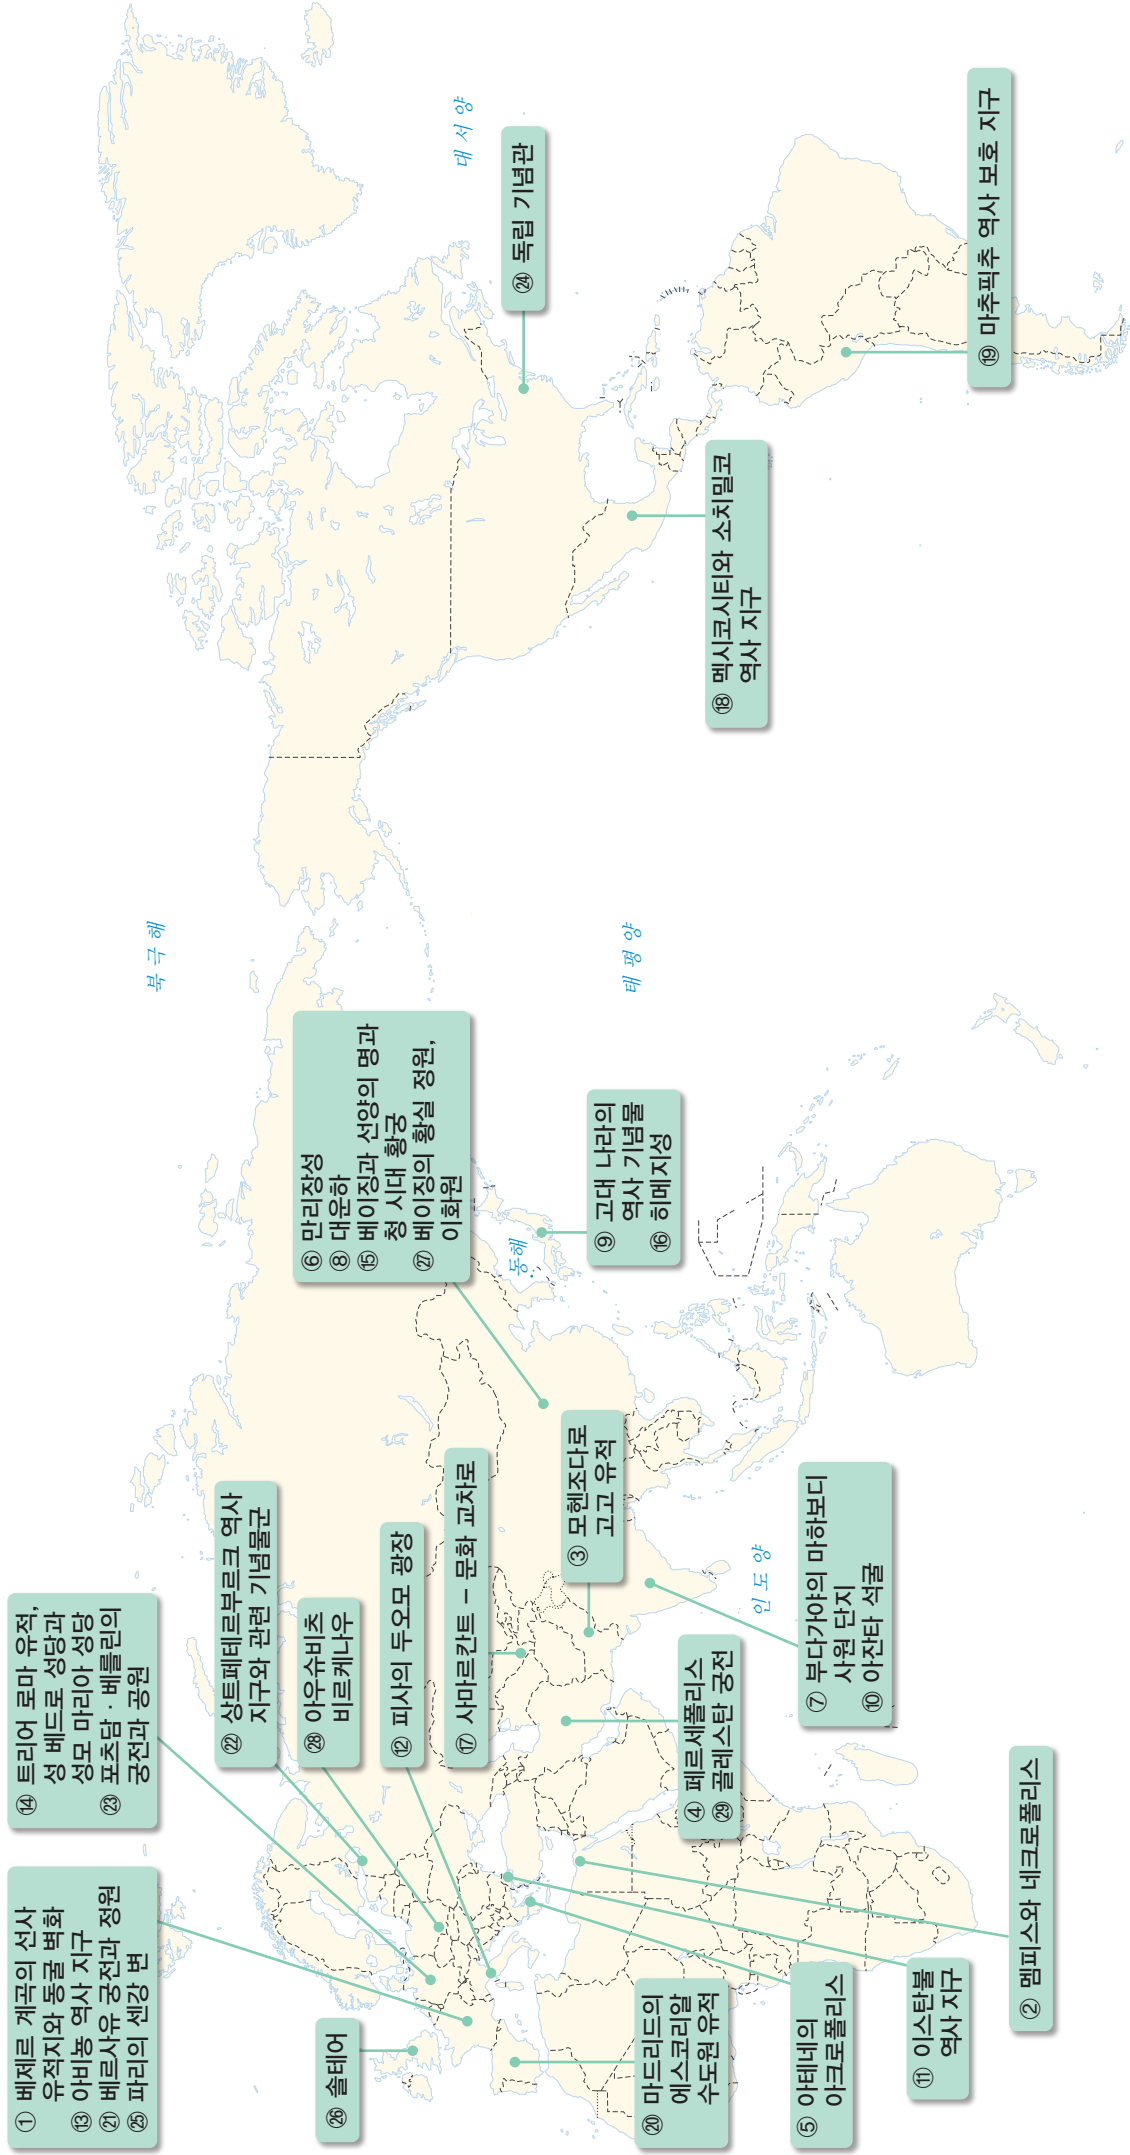 ① 베제르 계곡의 선사
유적지와 동굴 벽화
⑬ 아비뇽 역사 지구
㉑ 베르사유 궁전과 정원
㉕ 파리의 센강 변
⑭ 트리어 로마 유적,
성 베드로 성당과
성모 마리아 성당
㉓ 포츠담·베를린의
궁전과 공원
㉒ 상트페테르부르크 역사
지구와 관련 기념물군
㉘ 아우슈비츠
비르케나우
⑫ 피사의 두오모 광장
⑰ 사마르칸트 – 문화 교차로
㉖ 솔테어
⑳ 마드리드의
에스코리알
수도원 유적
⑤ 아테네의
아크로폴리스
⑪ 이스탄불
역사 지구
② 멤피스와 네크로폴리스
④ 페르세폴리스
㉙ 골레스탄 궁전
③ 모헨조다로
고고 유적
⑦ 부다가야의 마하보디
사원 단지
⑩ 아잔타 석굴
⑥ 만리장성
⑧ 대운하
⑮ 베이징과 선양의 명과
청 시대 황궁
㉗ 베이징의 황실 정원,
이화원
⑨ 고대 나라의
역사 기념물
⑯ 히메지성
⑱ 멕시코시티와 소치밀코
역사 지구
㉔ 독립 기념관
⑲ 마추픽추 역사 보호 지구
북극해
동해
태평양
인도양
대서양